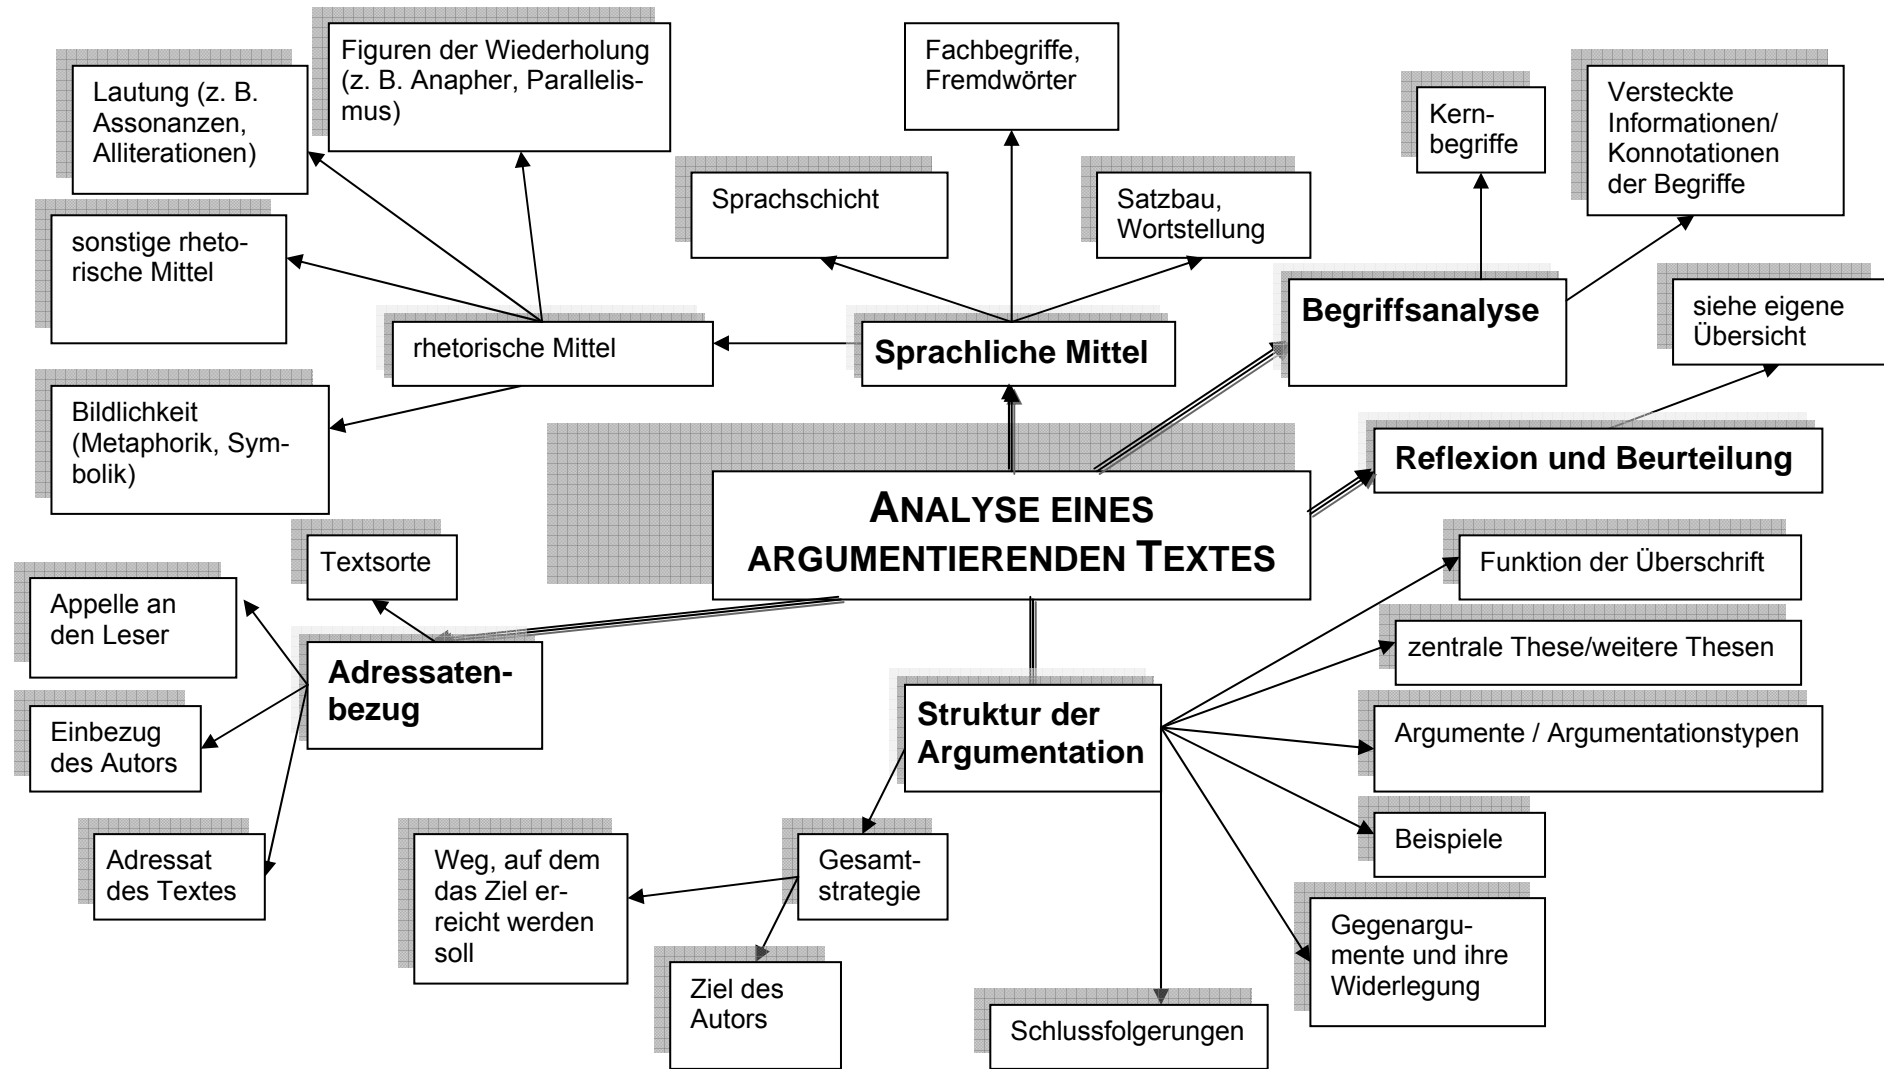 Figuren der Wiederholung
(z. B. Anapher, Parallelis-
mus)
Fachbegriffe,
Fremdwörter
Lautung (z. B.
Assonanzen,
Alliterationen)
Kern-
begriffe
Versteckte
Informationen/
Konnotationen
der Begriffe
Sprachschicht
Satzbau,
Wortstellung
sonstige rheto-
rische Mittel
rhetorische Mittel
Sprachliche Mittel
Begriffsanalyse
siehe eigene
Übersicht
Bildlichkeit
(Metaphorik, Sym-
bolik)
Reflexion und Beurteilung
ANALYSE EINES
ARGUMENTIERENDEN TEXTES
Textsorte
Funktion der Überschrift
Appelle an
den Leser
zentrale These/weitere Thesen
Adressaten-
bezug
Struktur der
Argumentation
Einbezug
des Autors
Argumente / Argumentationstypen
Adressat
des Textes
Weg, auf dem
das Ziel er-
reicht werden
soll
Gesamt-
strategie
Beispiele
Gegenargu-
mente und ihre
Widerlegung
Ziel des
Autors
Schlussfolgerungen